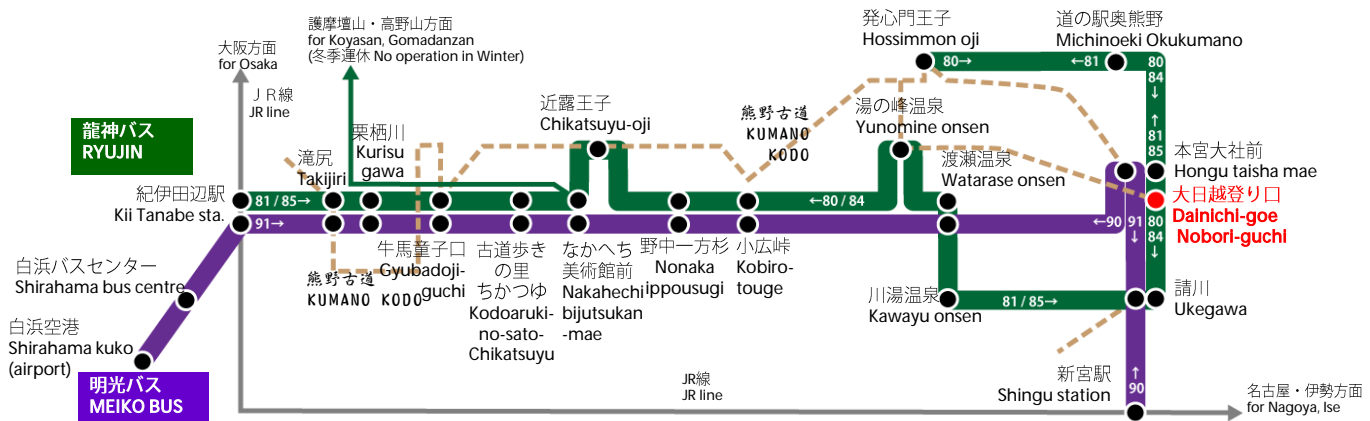 大阪方面
for Osaka
護摩壇山・高野山方面
for Koyasan, Gomadanzan
(冬季運休 No operation in Winter)
ＪＲ線
JR line
龍神バス
RYUJIN
紀伊田辺駅
Kii Tanabe sta.
滝尻
Takijiri
栗栖川
Kurisu
gawa
近露王子
Chikatsuyu-oji
熊野古道
KUMANO
KODO
発心門王子
Hossimmon oji
道の駅奥熊野
Michinoeki Okukumano
80→
←81
80
84
↓
↑
81
85
湯の峰温泉
Yunomine onsen
渡瀬温泉
Watarase onsen
本宮大社前
Hongu taisha mae
大日越登り口
Dainichi-goe
Nobori-guchi
81 / 85→
←80 / 84
91→
←90
91
↓
80
84
↓
白浜バスセンター
Shirahama bus centre
白浜空港
Shirahama kuko
(airport)
明光バス
MEIKO BUS
熊野古道
KUMANO KODO
牛馬童子口
Gyubadoji-
guchi
古道歩き
の里
ちかつゆ
Kodoaruki-
no-sato-
Chikatsuyu
なかへち
美術館前
Nakahechi
bijutsukan
-mae
野中一方杉
Nonaka
ippousugi
小広峠
Kobiro-
touge
川湯温泉
Kawayu onsen
81 / 85→
請川
Ukegawa
新宮駅
Shingu station
↑
90
JR線
JR line
名古屋・伊勢方面
for Nagoya, Ise